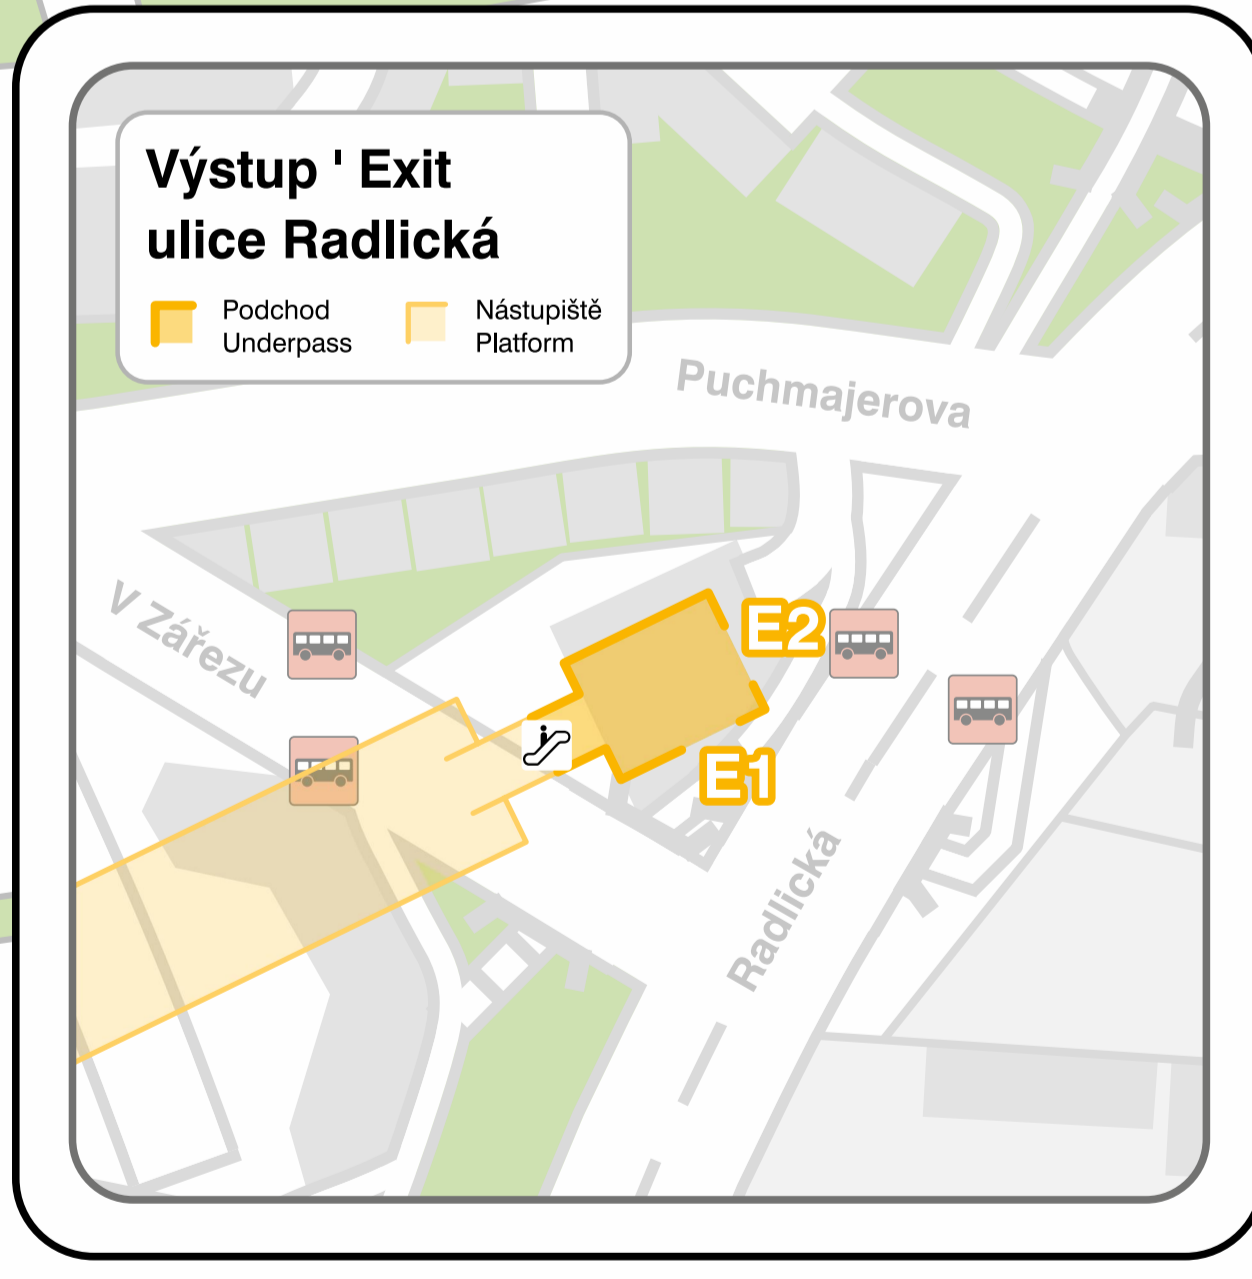 Výstup ' Exit
ulice Radlická
Podchod
Underpass
Nástupiště
Platform
Puchmajerova
V Zářezu
E2
E1
Radlická